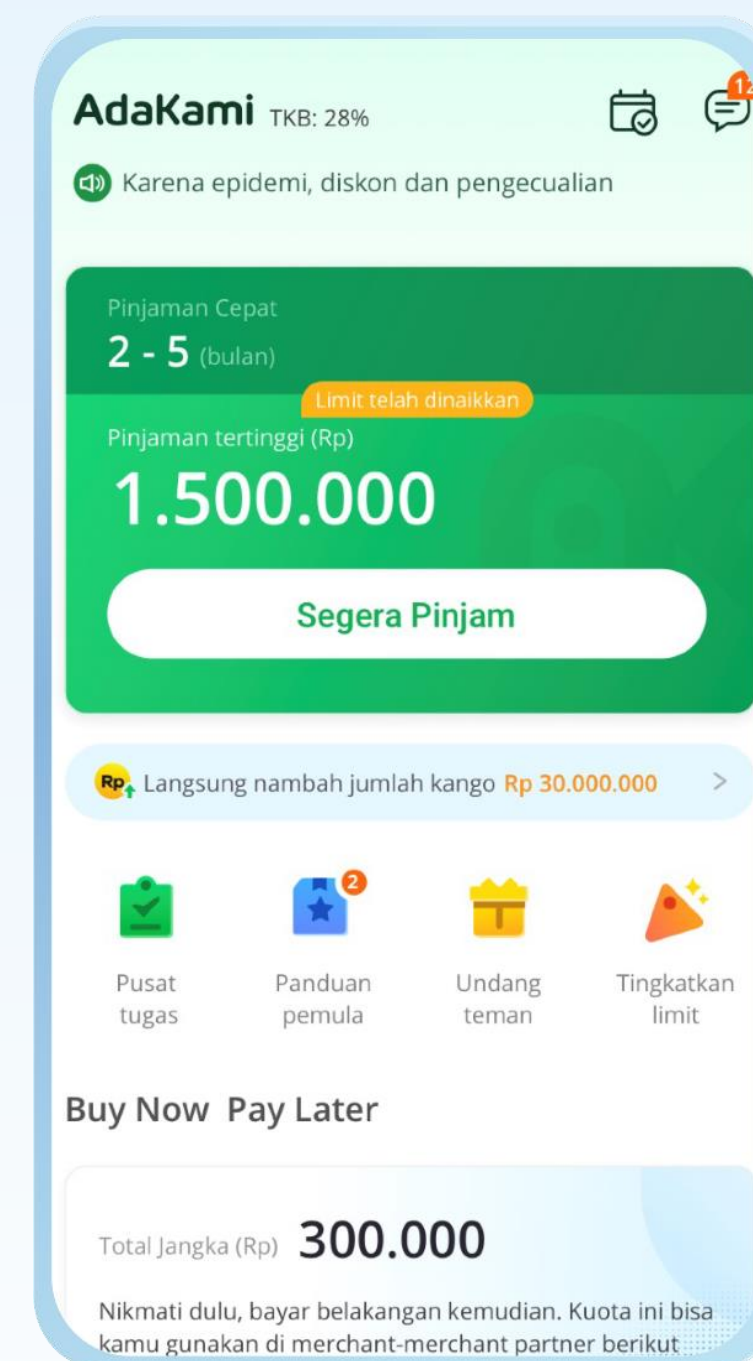 AdaKami TKB: 28%
12
Karena epidemi, diskon dan pengecualian
Pinjaman Cepat
2 - 5 (bulan)
Limit telah dinaikkan
Pinjaman tertinggi (Rp)
1.500.000
Segera Pinjam
Rp Langsung nambah jumlah kango Rp 30.000.000 >
2
Pusat tugas
Panduan pemula
Undang teman
Tingkatkan limit
Buy Now Pay Later
Total Jangka (Rp) 300.000
Nikmati dulu, bayar belakangan kemudian. Kuota ini bisa
kamu gunakan di merchant-merchant partner berikut